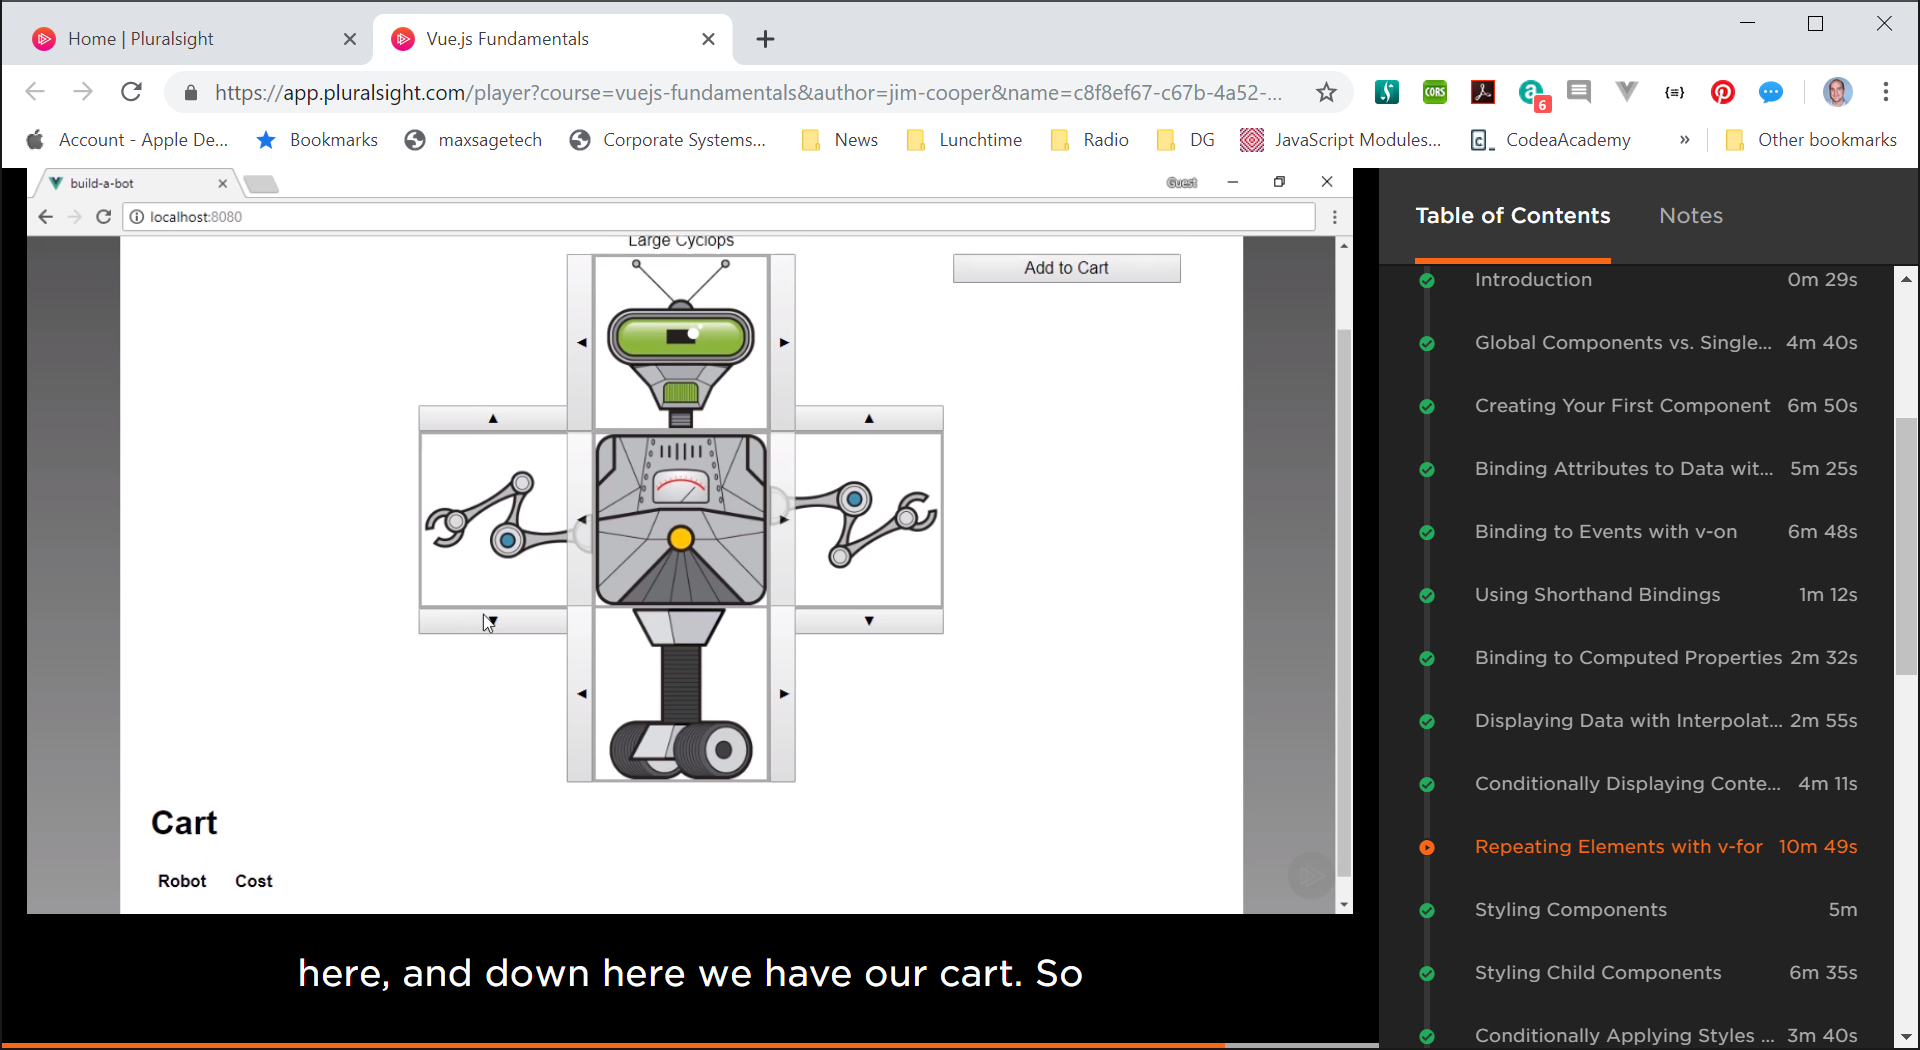 Home | Pluralsight
Vue.js Fundamentals
https://app.pluralsight.com/player?course=vuejs-fundamentals&author=jim-cooper&name=c8f8ef67-c67b-4a52-...
CORS
6
{≡}
Account - Apple De...
Bookmarks
maxsagetech
Corporate Systems...
News
Lunchtime
Radio
DG
JavaScript Modules...
CodeaAcademy
»
Other bookmarks
build-a-bot
Guest
localhost:8080
Large Cyclops
Add to Cart
Cart
Robot Cost
here, and down here we have our cart. So
Table of Contents
Notes
Introduction 0m 29s
Global Components vs. Single... 4m 40s
Creating Your First Component 6m 50s
Binding Attributes to Data wit... 5m 25s
Binding to Events with v-on 6m 48s
Using Shorthand Bindings 1m 12s
Binding to Computed Properties 2m 32s
Displaying Data with Interpolat... 2m 55s
Conditionally Displaying Conte... 4m 11s
Repeating Elements with v-for 10m 49s
Styling Components 5m
Styling Child Components 6m 35s
Conditionally Applying Styles ... 3m 40s